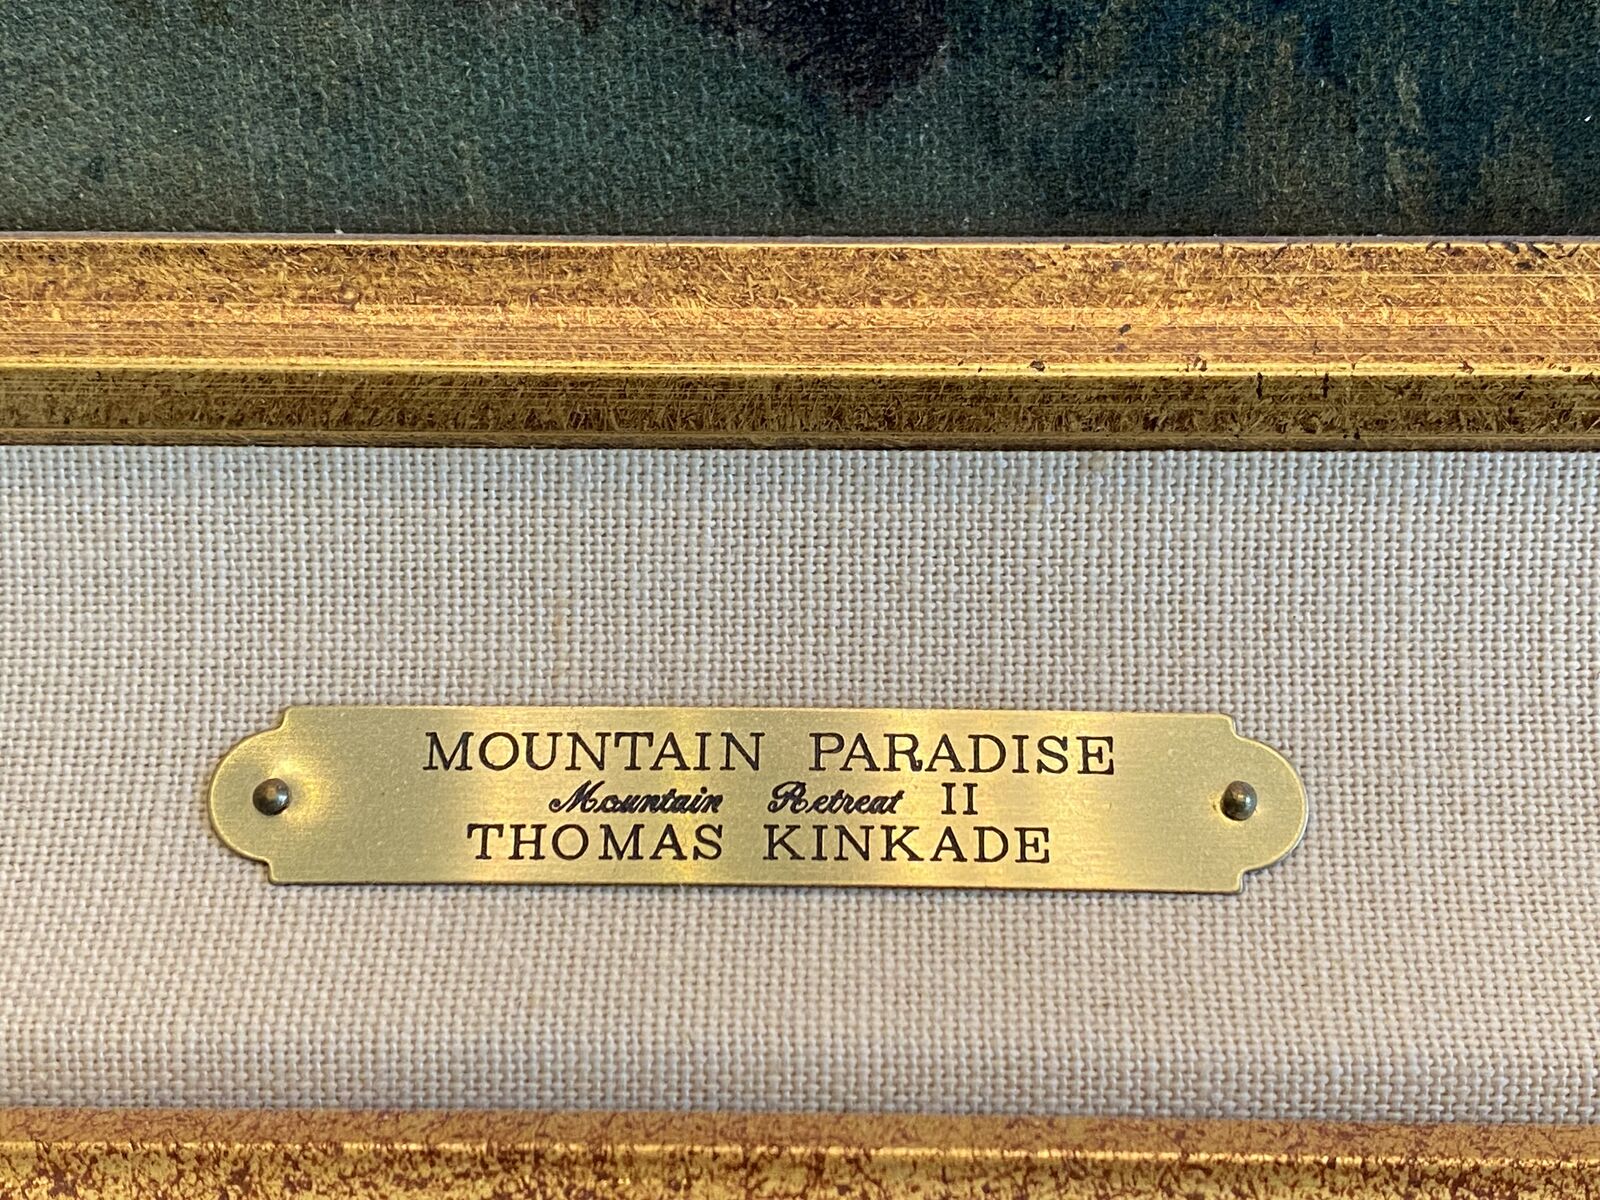 MOUNTAIN PARADISE
Mountain Retreat II
THOMAS KINKADE